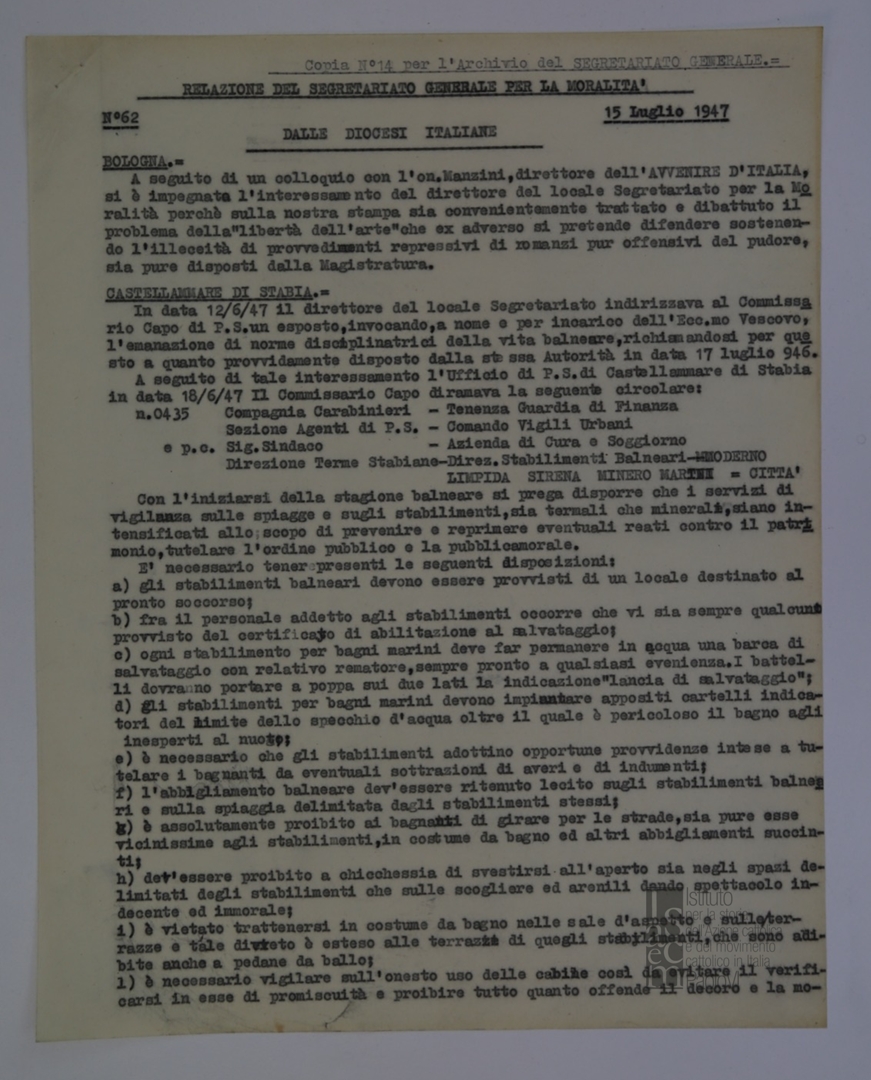 Copia N°14 per l'Archivio del SEGRETARIATO GENERALE.=
RELAZIONE DEL SEGRETARIATO GENERALE PER LA MORALITA'
N°62
15 Luglio 1947
DALLE DIOCESI ITALIANE
BOLOGNA.=
A seguito di un colloquio con l'on.Manzini,direttore dell'AVVENIRE D'ITALIA,
si è impegnata l'interessamento del direttore del locale Segretariato per la Mo
ralità perchè sulla nostra stampa sia convenientemente trattato e dibattuto il
problema della"libertà dell'arte"che ex adverso si pretende difendere sostenen-
do l'illeceità di provvedimenti repressivi di romanzi pur offensivi del pudore,
sia pure disposti dalla Magistratura.
CASTELLAMMARE DI STABIA.=
In data 12/6/47 il direttore del locale Segretariato indirizzava al Commissa
rio Capo di P.S.un esposto,invocando,a nome e per incarico dell'Ecc.mo Vescovo,
l'emanazione di norme disciplinatrici della vita balneare,richiamandosi per que
sto a quanto provvidamente disposto dalla stessa Autorità in data 17 luglio 946.
A seguito di tale interessamento l'Ufficio di P.S.di Castellammare di Stabia
in data 18/6/47 Il Commissario Capo diramava la seguente circolare:
n.0435 Compagnia Carabinieri - Tenenza Guardia di Finanza
Sezione Agenti di P.S. - Comando Vigili Urbani
e p.c. Sig.Sindaco - Azienda di Cura e Soggiorno
Direzione Terme Stabiane-Direz.Stabilimenti Balneari-MODERNO
LIMPIDA SIRENA MINERO MARINI = CITTA'
Con l'iniziarsi della stagione balneare si prega disporre che i servizi di
vigilanza sulle spiagge e sugli stabilimenti,sia termali che minerali,siano in-
tensificati allo scopo di prevenire e reprimere eventuali reati contro il patri
monio,tutelare l'ordine pubblico e la pubblicamorale.
E' necessario tener presenti le seguenti disposizioni:
a) gli stabilimenti balneari devono essere provvisti di un locale destinato al
pronto soccorso;
b) fra il personale addetto agli stabilimenti occorre che vi sia sempre qualcuno
provvisto del certificato di abilitazione al salvataggio;
c) ogni stabilimento per bagni marini deve far permanere in acqua una barca di
salvataggio con relativo rematore,sempre pronto a qualsiasi evenienza.I battel-
li dovranno portare a poppa sui due lati la indicazione"lancia di salvataggio";
d) gli stabilimenti per bagni marini devono impiantare appositi cartelli indica-
tori del limite dello specchio d'acqua oltre il quale è pericoloso il bagno agli
inesperti al nuoto;
e) è necessario che gli stabilimenti adottino opportune provvidenze intese a tu-
telare i bagnanti da eventuali sottrazioni di averi e di indumenti;
f) l'abbigliamento balneare dev'essere ritenuto lecito sugli stabilimenti balnea
ri e sulla spiaggia delimitata dagli stabilimenti stessi;
g) è assolutamente proibito ai bagnanti di girare per le strade,sia pure esse
vicinissime agli stabilimenti,in costume da bagno ed altri abbigliamenti succin-
ti;
h) dev'essere proibito a chicchessia di svestirsi all'aperto sia negli spazi de-
limitati degli stabilimenti che sulle scogliere ed arenili dando spettacolo in-
decente ed immorale;
i) è vietato trattenersi in costume da bagno nelle sale d'aspetto e sulle ter-
razze e tale divieto è esteso alle terrazze di quegli stabilimenti,che sono adi-
bite anche a pedane da ballo;
l) è necessario vigilare sull'onesto uso delle cabine così da evitare il verifi-
carsi in esse di promiscuità e proibire tutto quanto offende il decoro e la mo-
Istituto
per la storia
dell'Azione cattolica
e del movimento
cattolico in Italia
Paolo VI